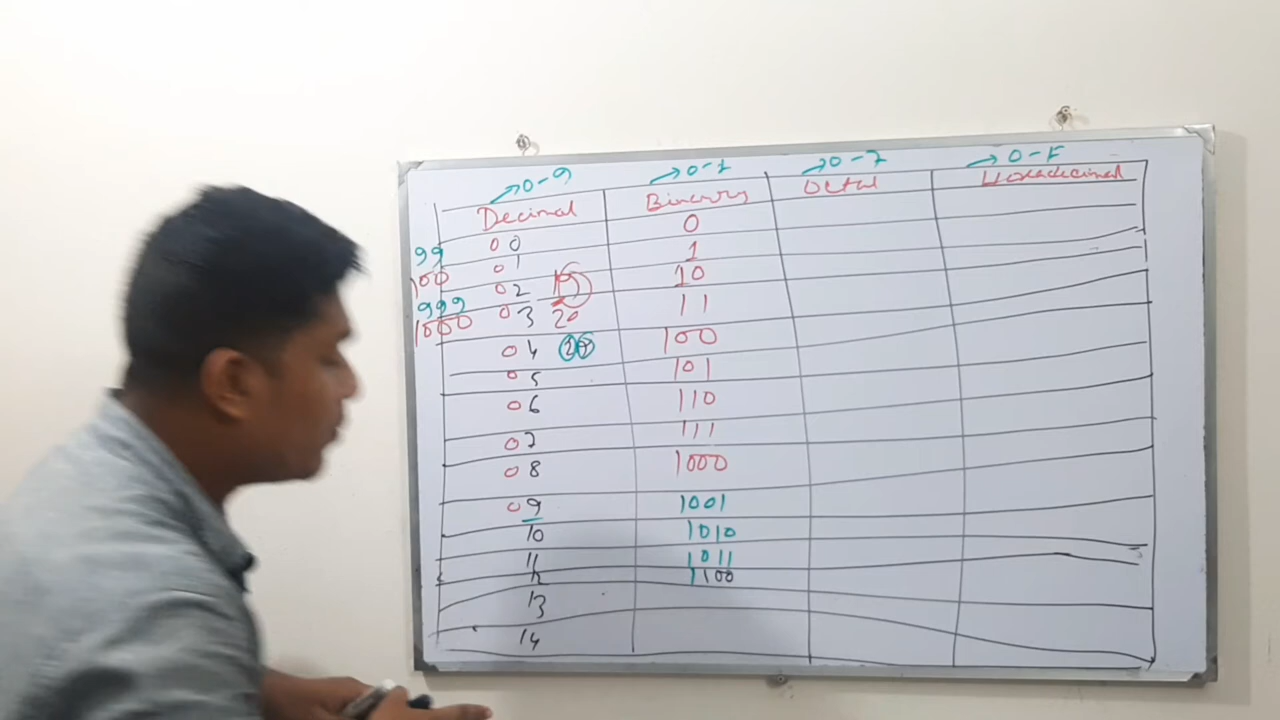 →0-9 →0-1 →0-7 →0-F
Decimal Binary Octal Hexadecimal
99 00 0
100 01 1
999 02 10
1000 03 20 11
04 100
05 101
06 110
07 111
08 1000
09 1001
10 1010
11 1011
12 1100
13
14